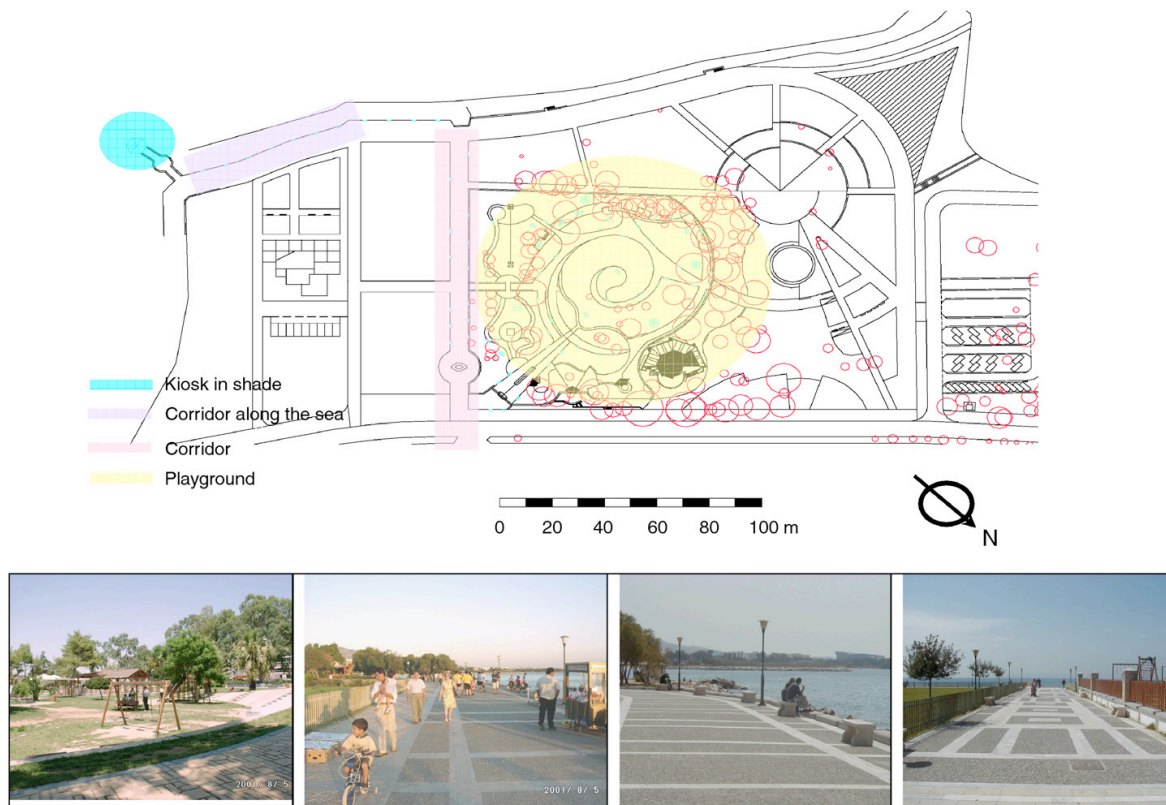 Kiosk in shade
Corridor along the sea
Corridor
Playground
0 20 40 60 80 100 m
N
2001/ 8/ 5
2001/ 8/ 5